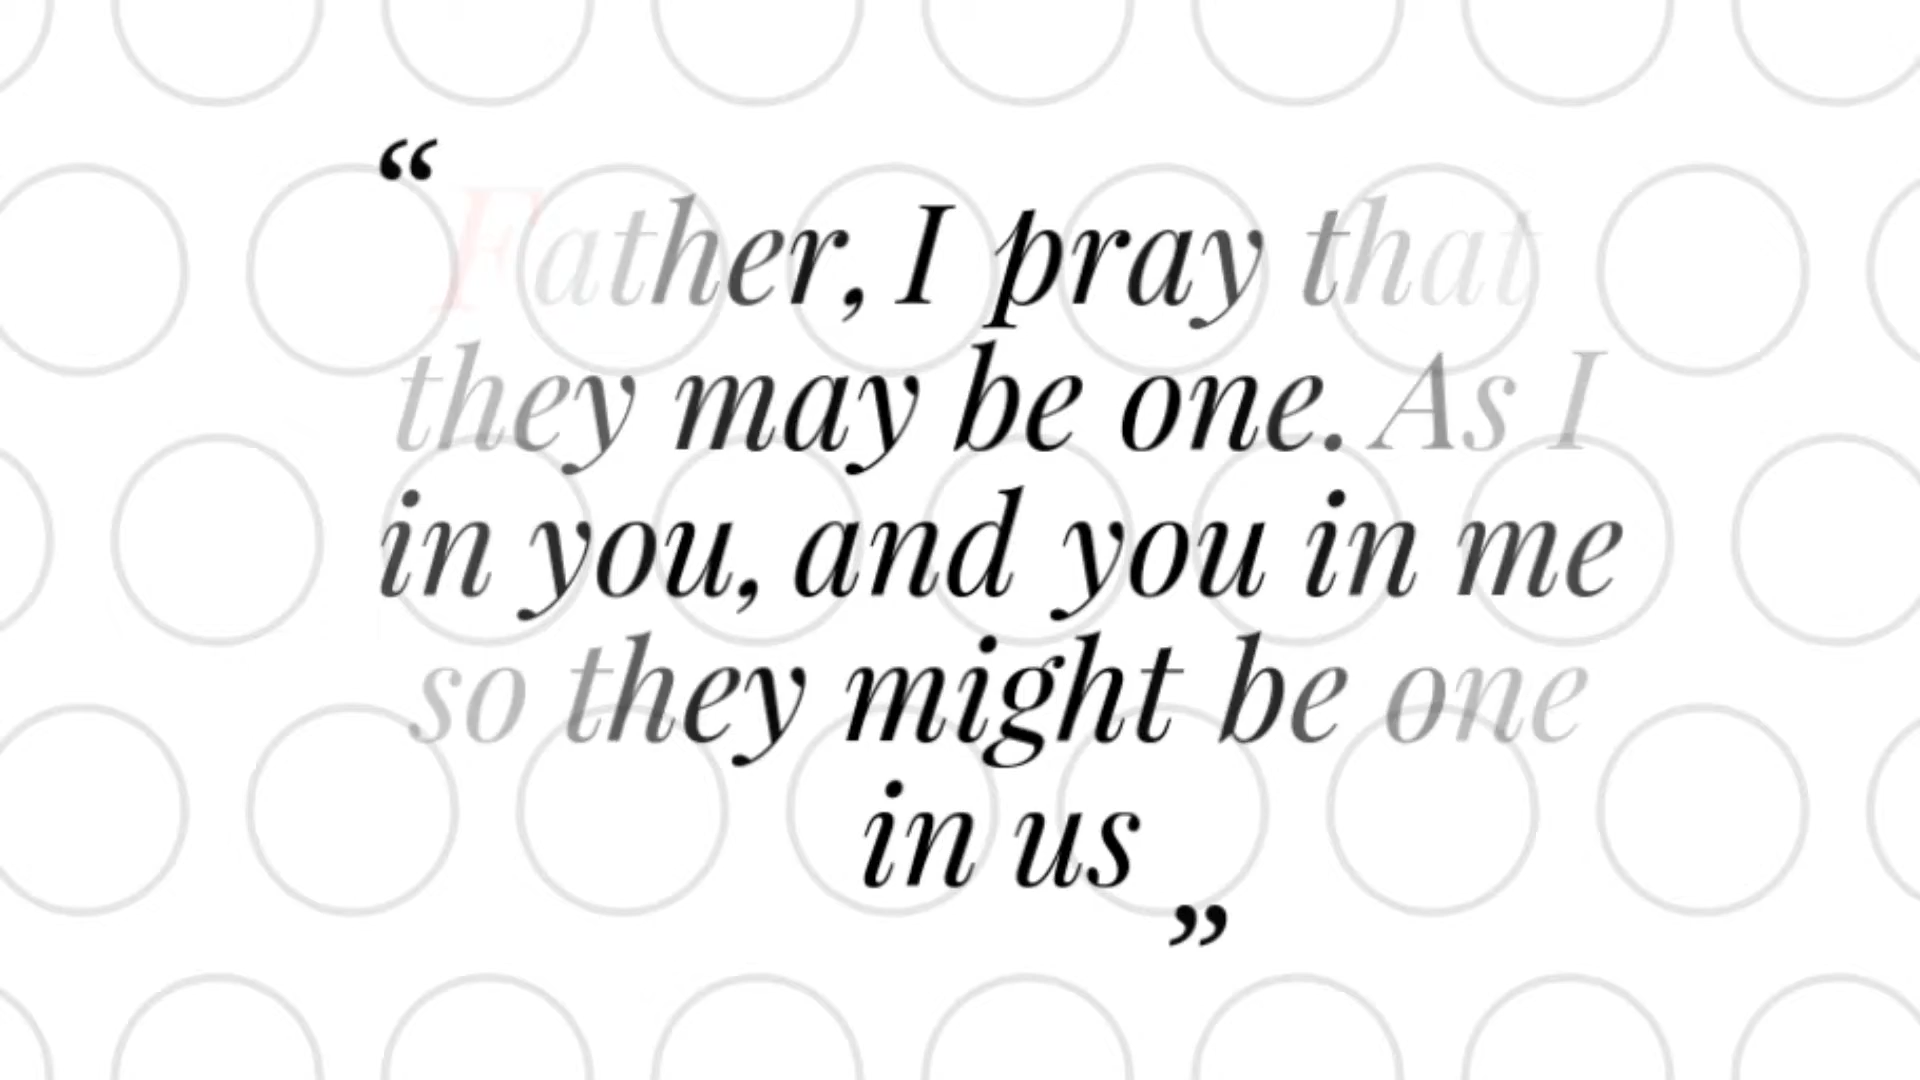 “
Father, I pray that
they may be one. As I
in you, and you in me
so they might be one
in us
”